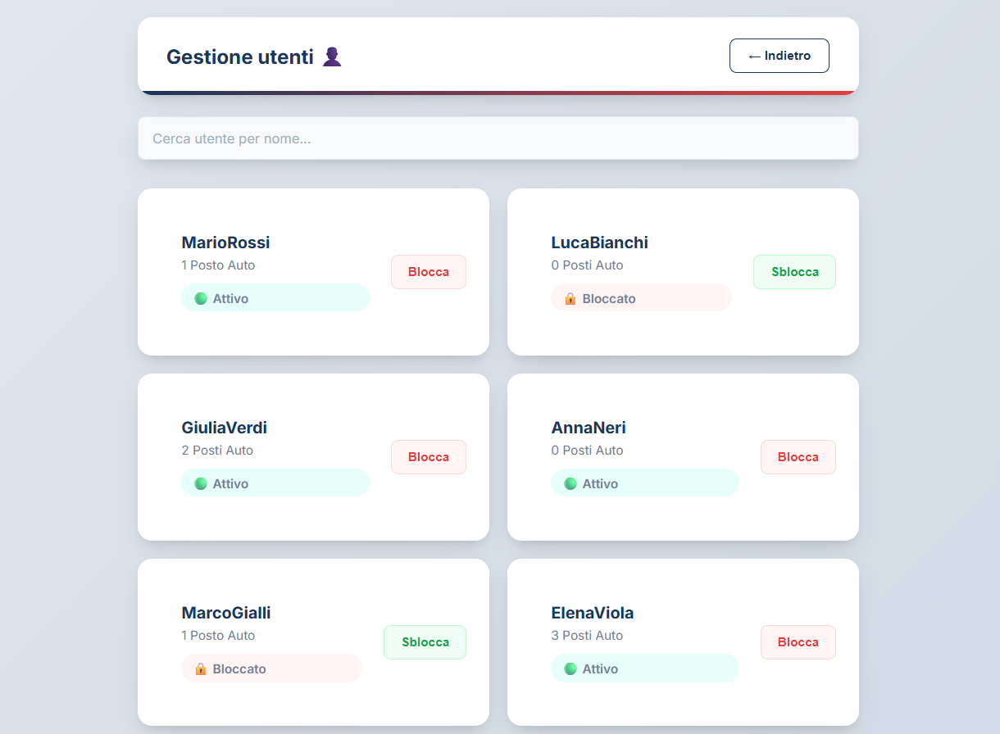 Gestione utenti
← Indietro
Cerca utente per nome...
MarioRossi
1 Posto Auto
Attivo
Blocca
LucaBianchi
0 Posti Auto
Bloccato
Sblocca
GiuliaVerdi
2 Posti Auto
Attivo
Blocca
AnnaNeri
0 Posti Auto
Attivo
Blocca
MarcoGialli
1 Posto Auto
Bloccato
Sblocca
ElenaViola
3 Posti Auto
Attivo
Blocca